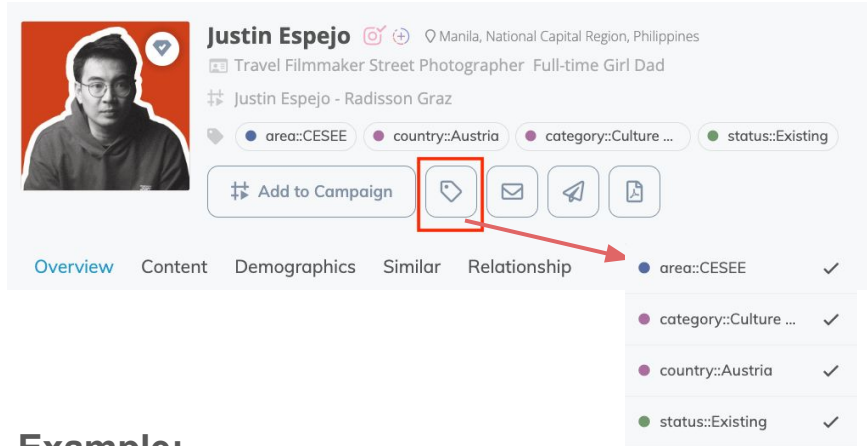 Justin Espejo Manila, National Capital Region, Philippines
Travel Filmmaker Street Photographer Full-time Girl Dad
Justin Espejo - Radisson Graz
area::CESEE country::Austria category::Culture ... status::Existing
Add to Campaign
Overview Content Demographics Similar Relationship
area::CESEE
category::Culture ...
country::Austria
status::Existing
Example: